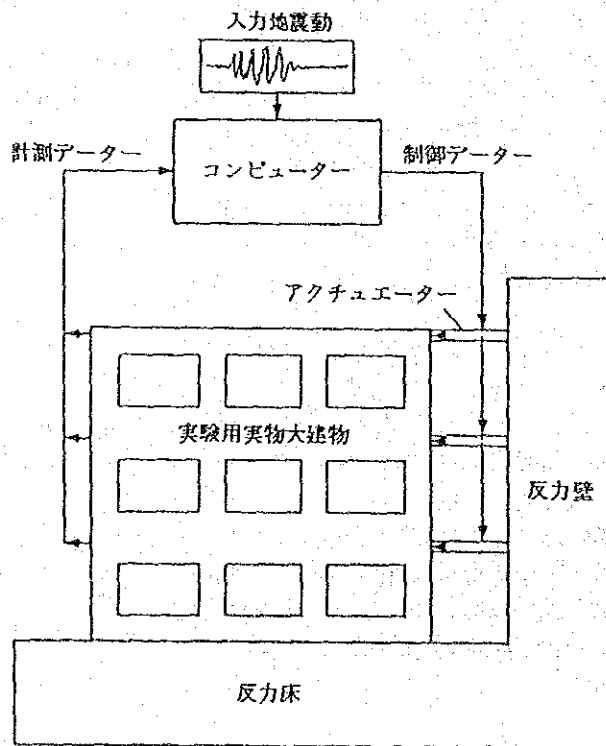 入力地震動
計測データー
コンピューター
制御データー
アクチュエーター
実験用実物大建物
反力壁
反力床